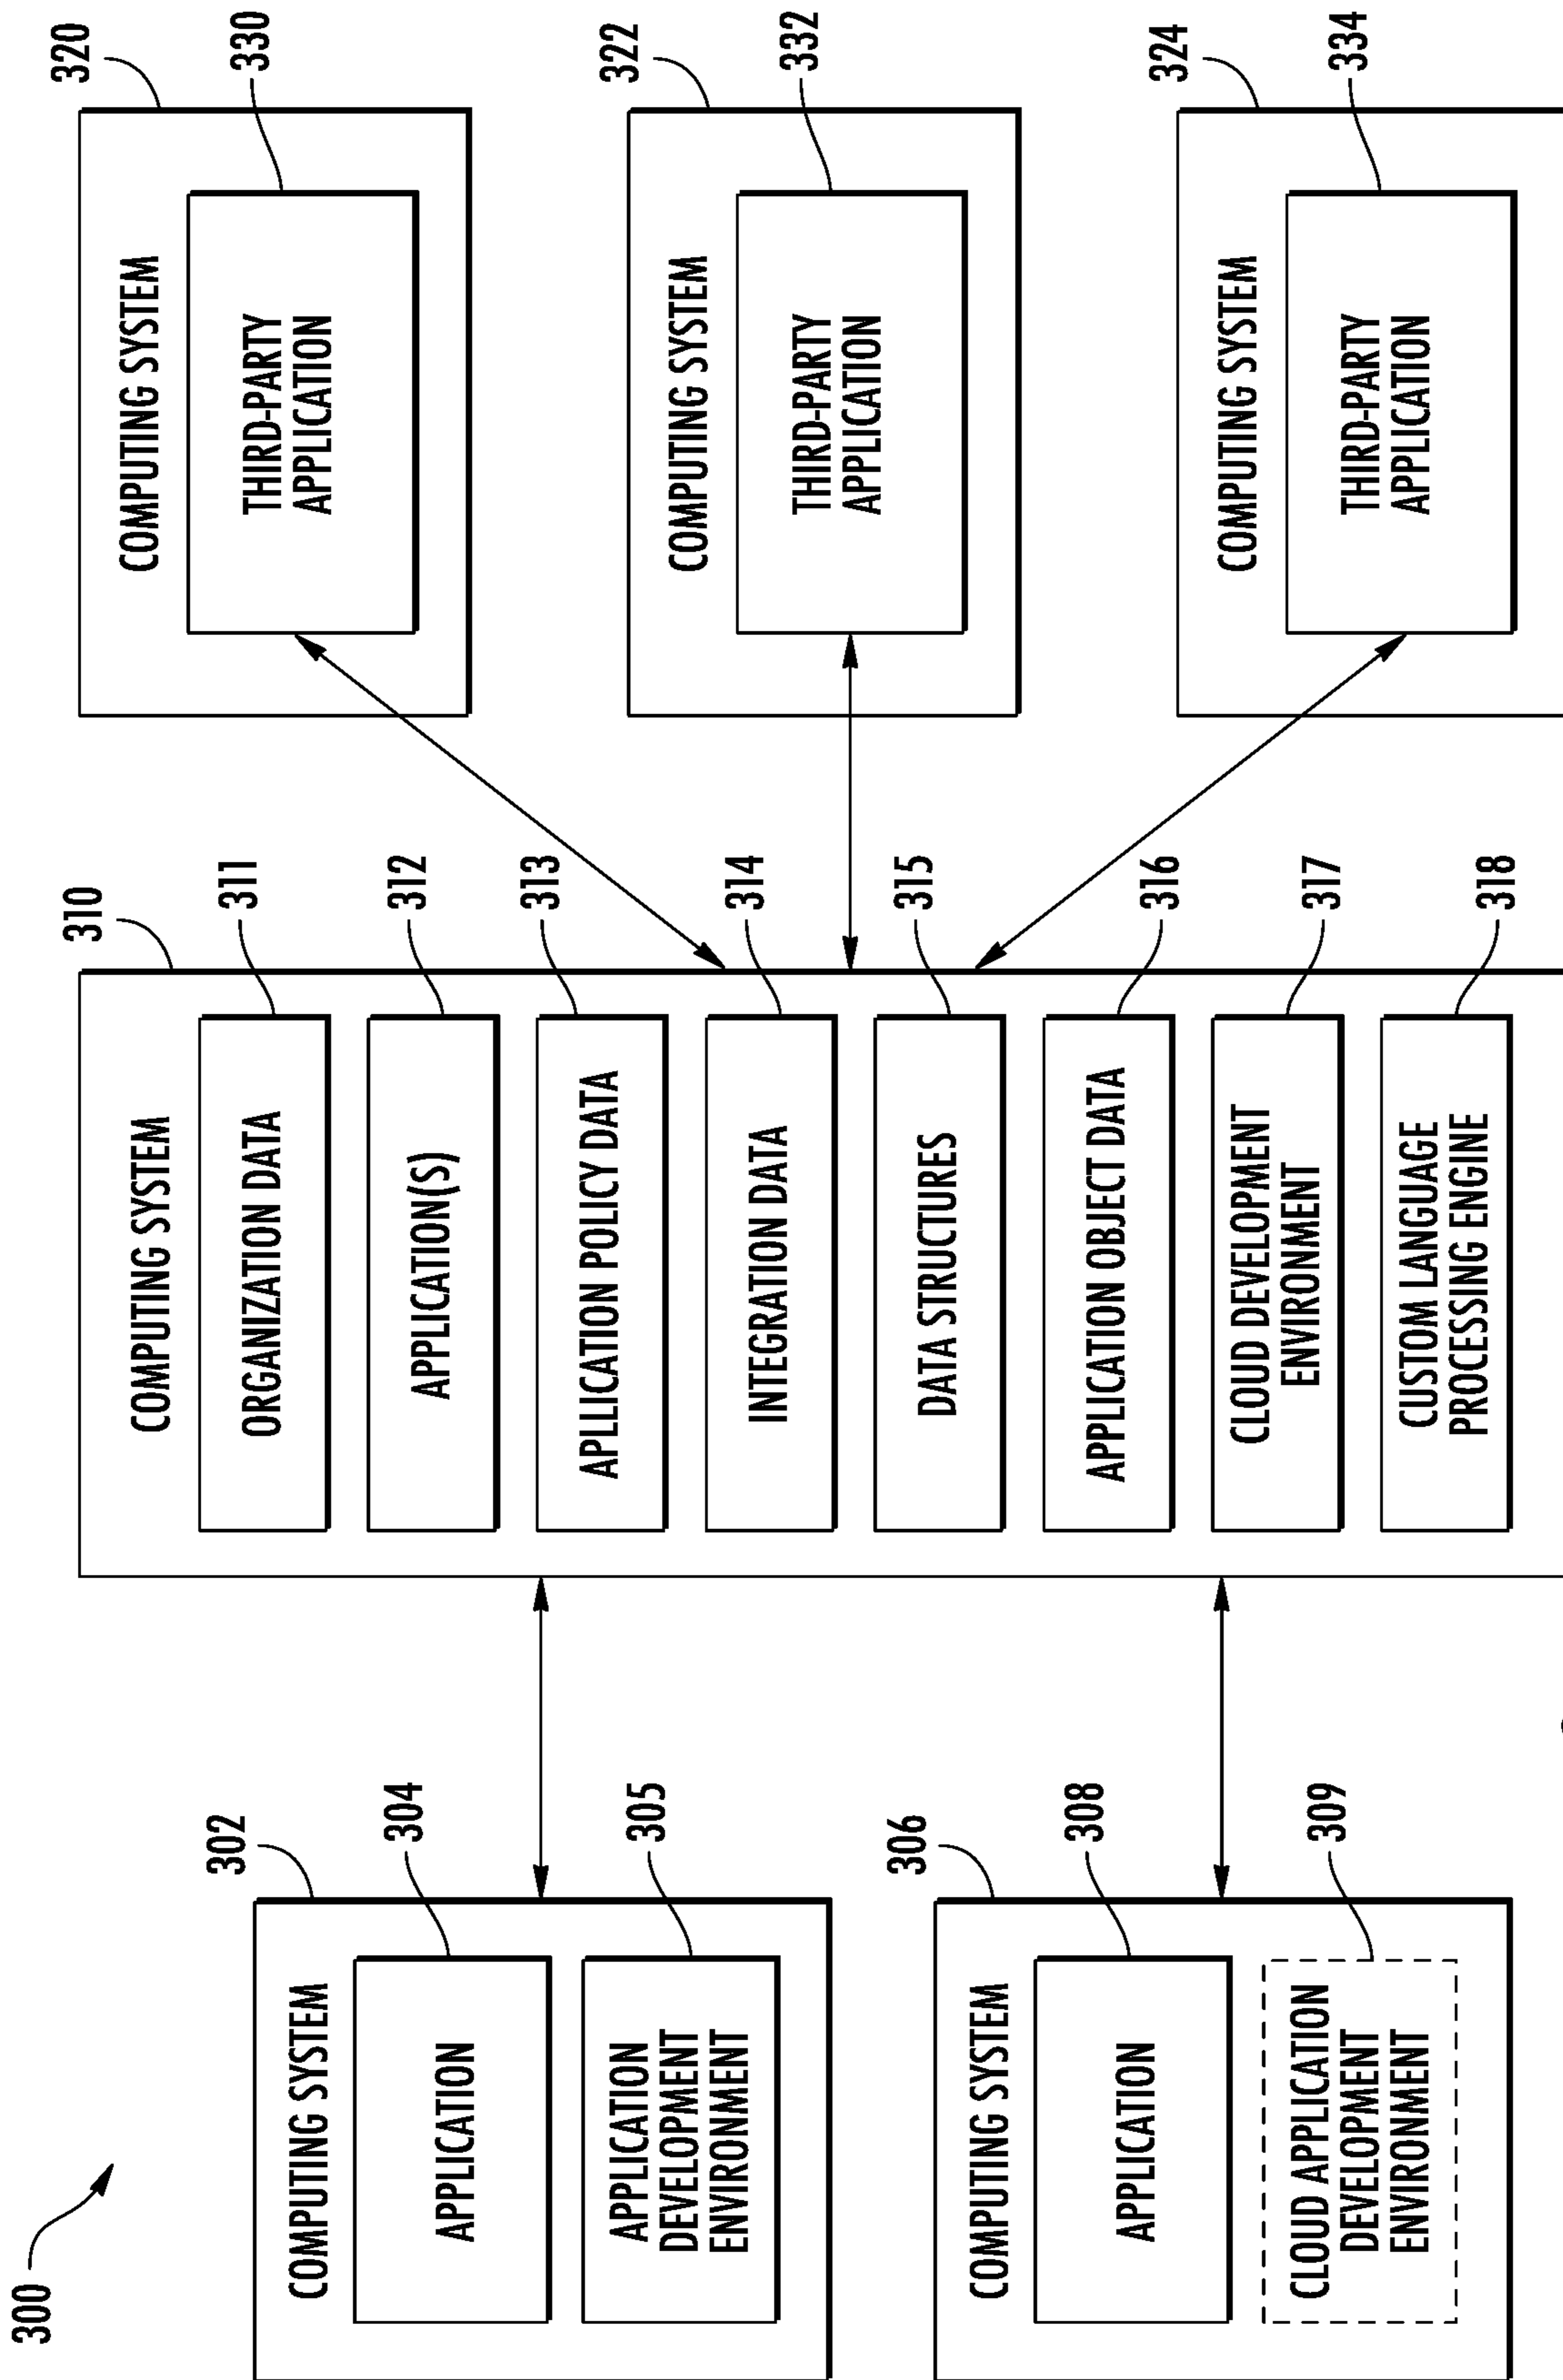 300
302
COMPUTING SYSTEM
304
APPLICATION
305
APPLICATION
DEVELOPMENT
ENVIRONMENT
306
COMPUTING SYSTEM
308
APPLICATION
309
CLOUD APPLICATION
DEVELOPMENT
ENVIRONMENT
310
COMPUTING SYSTEM
311
ORGANIZATION DATA
312
APPLICATION(S)
313
APLLICATION POLICY DATA
314
INTEGRATION DATA
315
DATA STRUCTURES
316
APPLICATION OBJECT DATA
317
CLOUD DEVELOPMENT
ENVIRONMENT
318
CUSTOM LANGUAGE
PROCESSING ENGINE
320
COMPUTING SYSTEM
330
THIRD-PARTY
APPLICATION
322
COMPUTING SYSTEM
332
THIRD-PARTY
APPLICATION
324
COMPUTING SYSTEM
334
THIRD-PARTY
APPLICATION